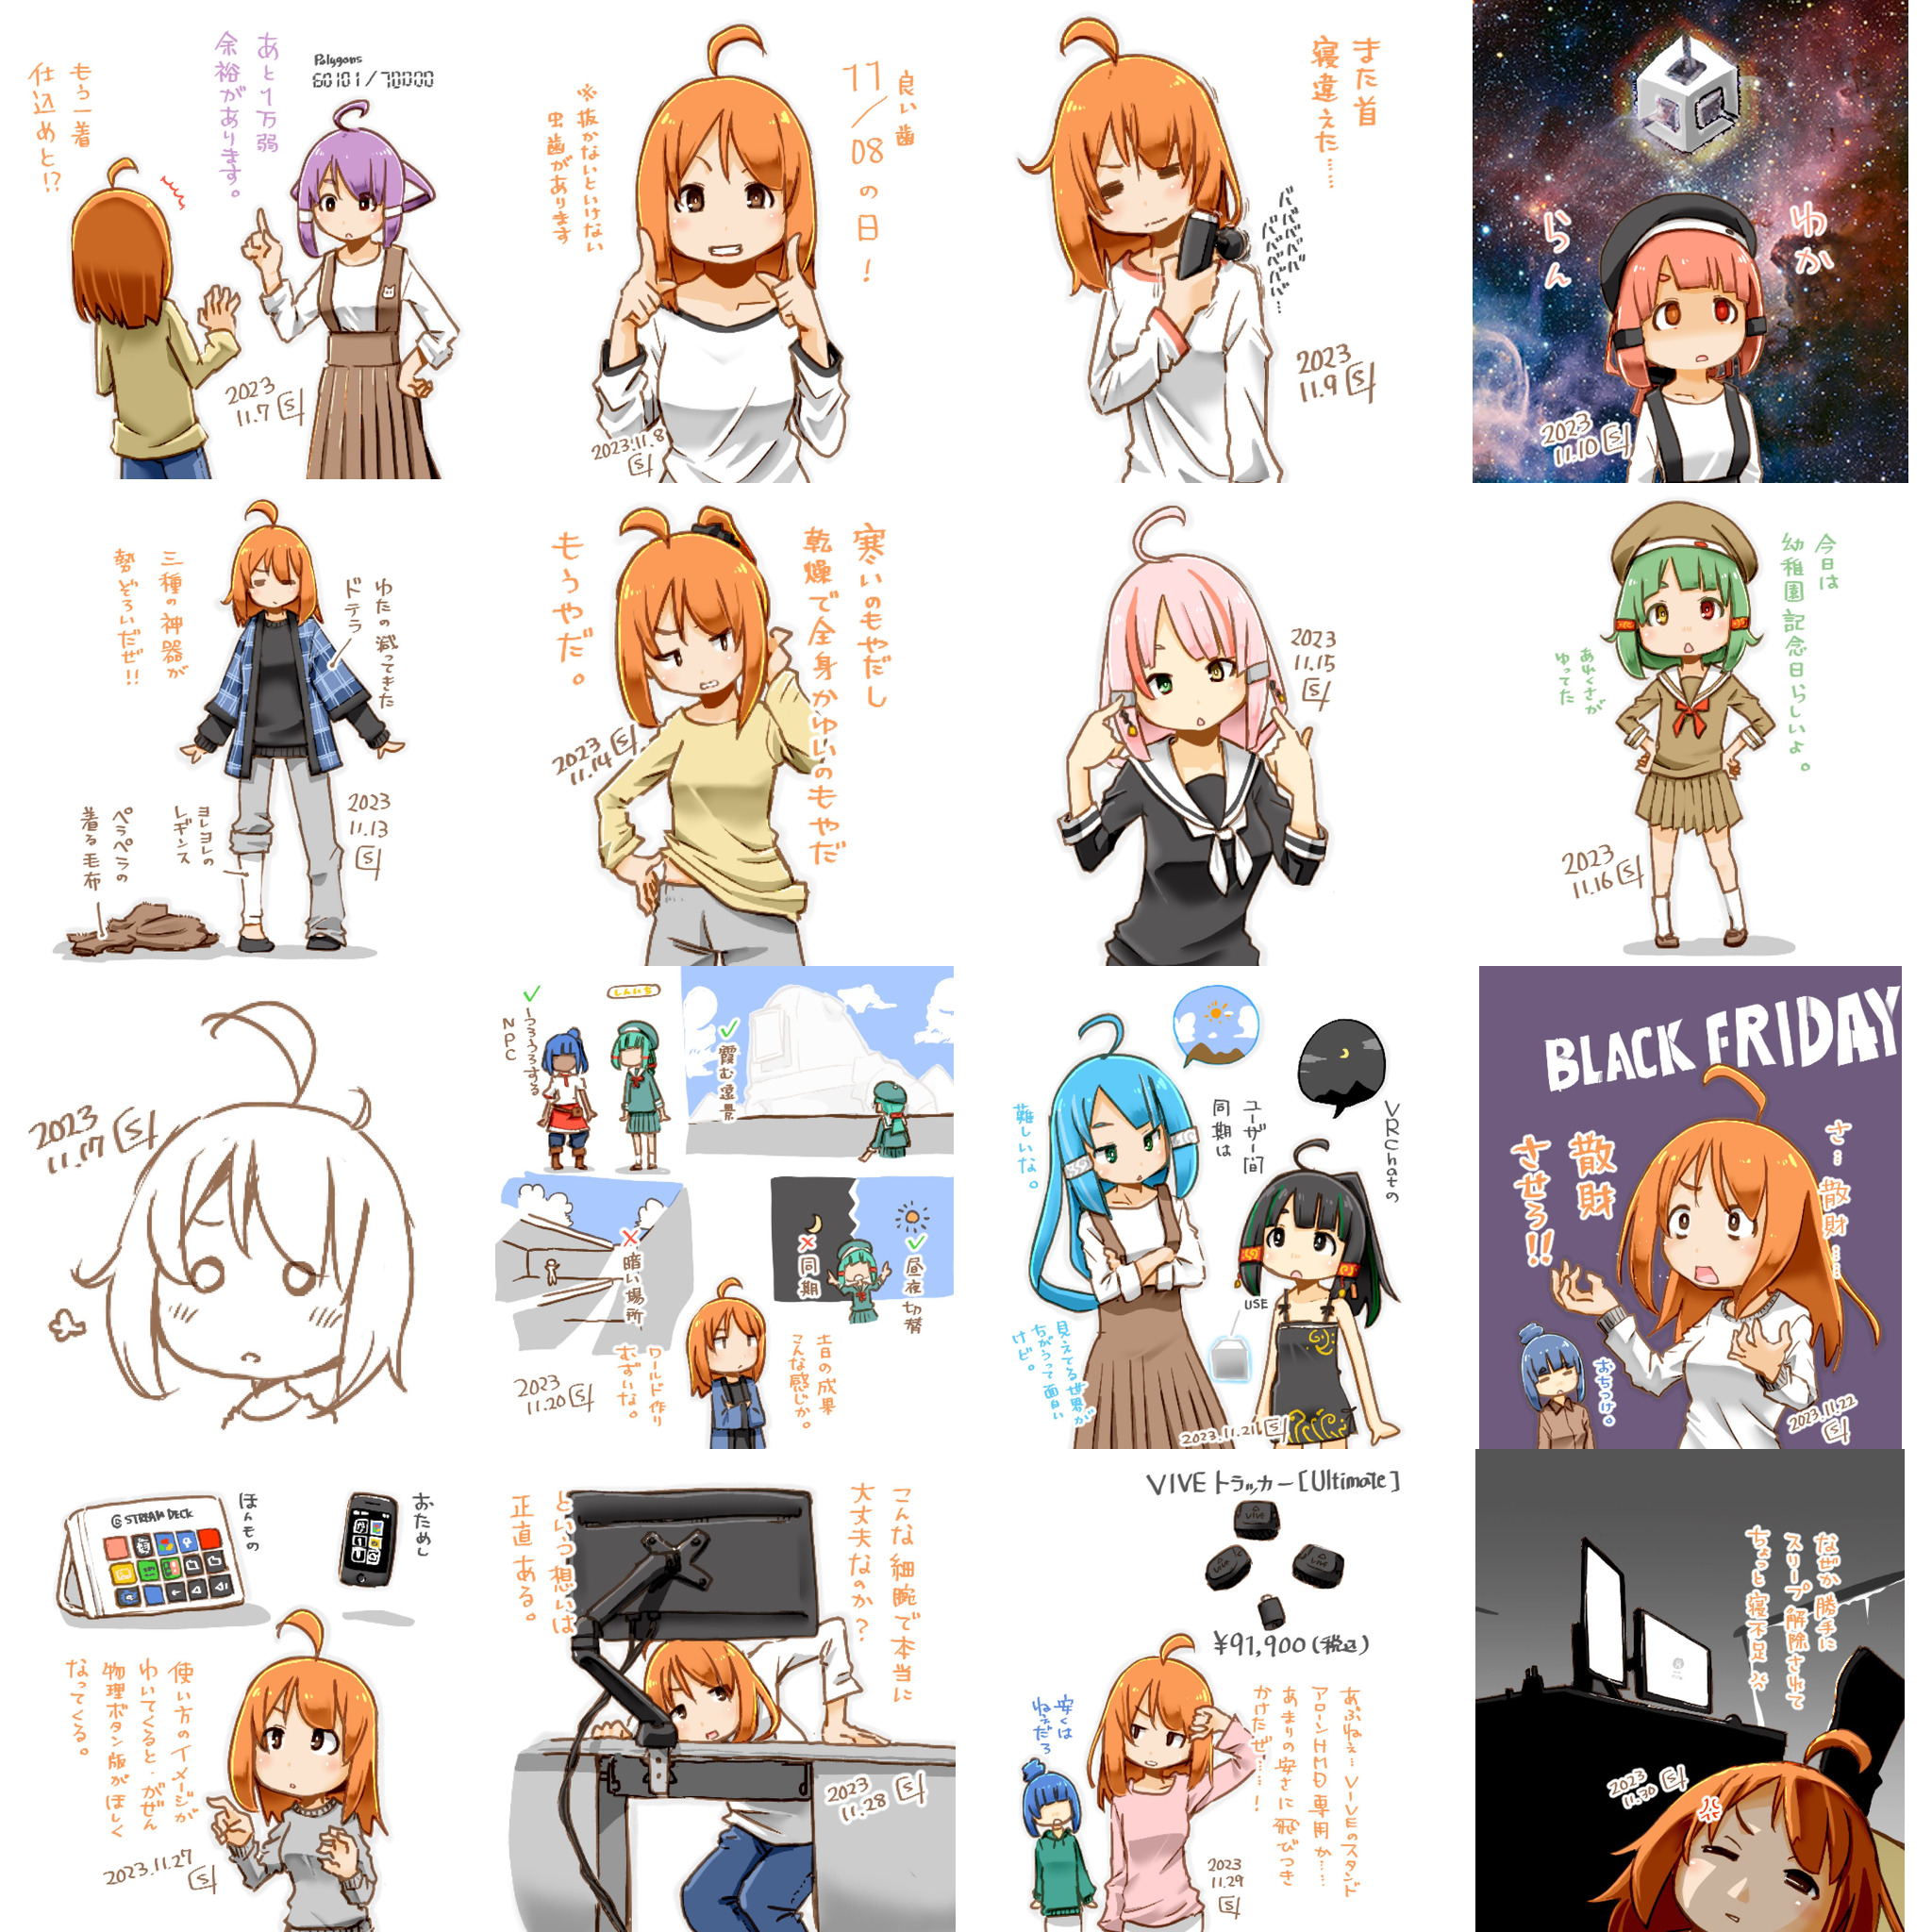 Polygons
60101/70000
あと1万弱
余裕があります。
もう一着
仕込めと!?
2023
11.7
良い歯
11/08の日!
※抜かないといけない
虫歯があります
2023.11.8
また首
寝違えた……
ババババババババババ…
2023
11.9
わか
らん
2023
11.10
ゆたの減ってきた
ドテラ
三種の神器が
勢ぞろいだぜ!!
ヨレヨレの
レギンス
ペラペラの
着る毛布
2023
11.13
寒いのもやだし
乾燥で全身かゆいのもやだ
もうやだ。
2023
11.14
2023
11.15
今日は
幼稚園記念日らしいよ。
あれくさが
ゆってた
2023
11.16
2023
11.17
しんにち
うろうろする
NPC
霞む遠景
暗い場所
昼夜切替
同期
土日の成果
こんな感じか。
ワールド作り
むずいな。
2023
11.20
VRChatの
ユーザー間
同期は
難しいな。
USE
見えてる世界が
ちがうって面白い
けど。
2023.11.21
BLACK FRIDAY
さ…散財……
散財
させろ!!
おちつけ。
2023.11.22
STREAM DECK
ほんもの
おためし
使い方のイメージが
わいてくると、がぜん
物理ボタン版がほしく
なってくる。
2023.11.27
こんな細腕で本当に
大丈夫なのか?
という想いは
正直ある。
2023
11.28
VIVEトラッカー[Ultimate]
VIVE
VIVE
VIVE
¥91,900(税込)
あぶねぇ…VIVEのスタンド
アローンHMD専用か……
あまりの安さに飛びつき
かけたぜ……!
安くは
ねぇだろ
2023
11.29
なぜか勝手に
スリープ解除されて
ちょっと寝不足
2023
11.30